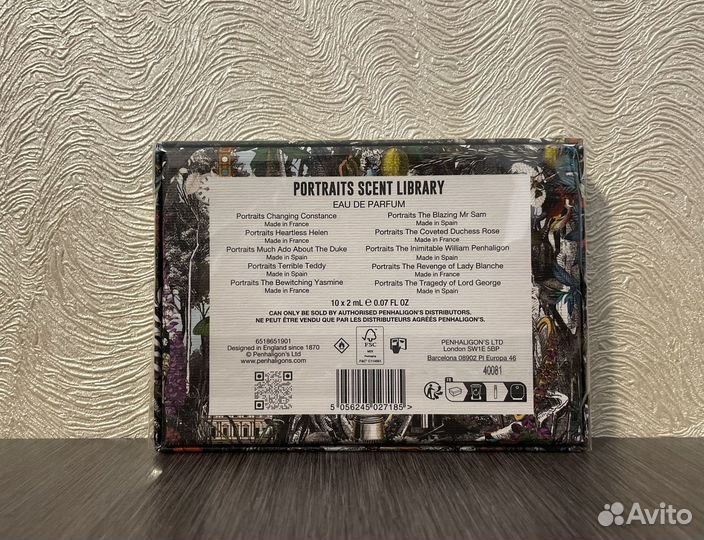 PORTRAITS SCENT LIBRARY
EAU DE PARFUM
Portraits Changing Constance
Made in France
Portraits Heartless Helen
Made in France
Portraits Much Ado About The Duke
Made in Spain
Portraits Terrible Teddy
Made in Spain
Portraits The Bewitching Yasmine
Made in France
Portraits The Blazing Mr Sam
Made in Spain
Portraits The Coveted Duchess Rose
Made in France
Portraits The Inimitable William Penhaligon
Made in Spain
Portraits The Revenge of Lady Blanche
Made in Spain
Portraits The Tragedy of Lord George
Made in Spain
10 x 2 mL ℮ 0.07 FL OZ
CAN ONLY BE SOLD BY AUTHORISED PENHALIGON'S DISTRIBUTORS.
NE PEUT ÊTRE VENDU QUE PAR LES DISTRIBUTEURS AGRÉÉS PENHALIGON'S.
6518651901
Designed in England since 1870
© Penhaligon's Ltd
www.penhaligons.com
FSC
MIX
Packaging
PENHALIGON'S LTD
London SW1E 5BP
Barcelona 08902 Pl Europa 46
40081
5 056245 027185 >
FR
Avito